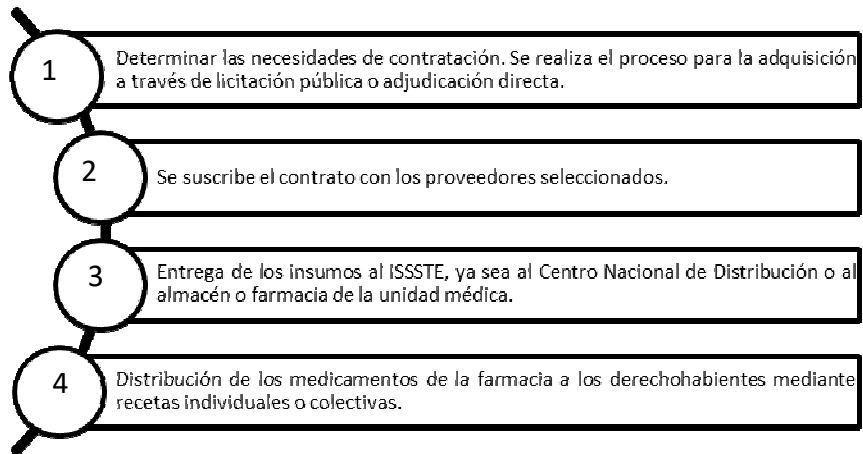 1
Determinar las necesidades de contratación. Se realiza el proceso para la adquisición
a través de licitación pública o adjudicación directa.
2
Se suscribe el contrato con los proveedores seleccionados.
3
Entrega de los insumos al ISSSTE, ya sea al Centro Nacional de Distribución o al
almacén o farmacia de la unidad médica.
4
Distribución de los medicamentos de la farmacia a los derechohabientes mediante
recetas individuales o colectivas.